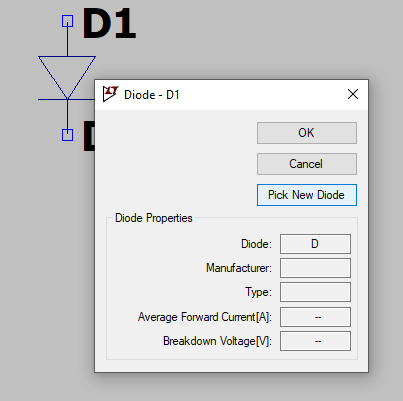 D1
Diode - D1
OK
Cancel
Pick New Diode
Diode Properties
Diode: D
Manufacturer:
Type:
Average Forward Current[A]: --
Breakdown Voltage[V]: --